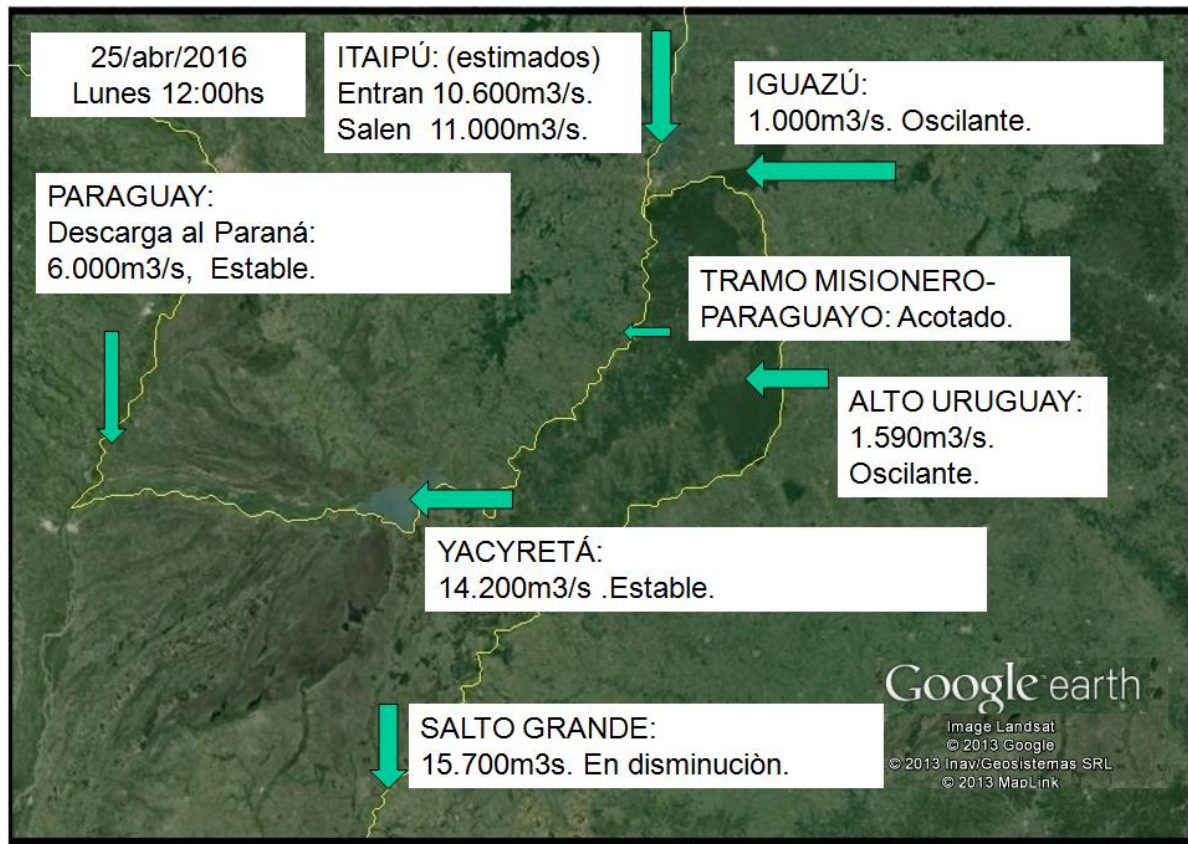 25/abr/2016
Lunes 12:00hs
ITAIPÚ: (estimados)
Entran 10.600m3/s.
Salen 11.000m3/s.
IGUAZÚ:
1.000m3/s. Oscilante.
PARAGUAY:
Descarga al Paraná:
6.000m3/s, Estable.
TRAMO MISIONERO-
PARAGUAYO: Acotado.
ALTO URUGUAY:
1.590m3/s.
Oscilante.
YACYRETÁ:
14.200m3/s .Estable.
SALTO GRANDE:
15.700m3s. En disminuciòn.
Google earth
Image Landsat
© 2013 Google
© 2013 Inav/Geosistemas SRL
© 2013 MapLink